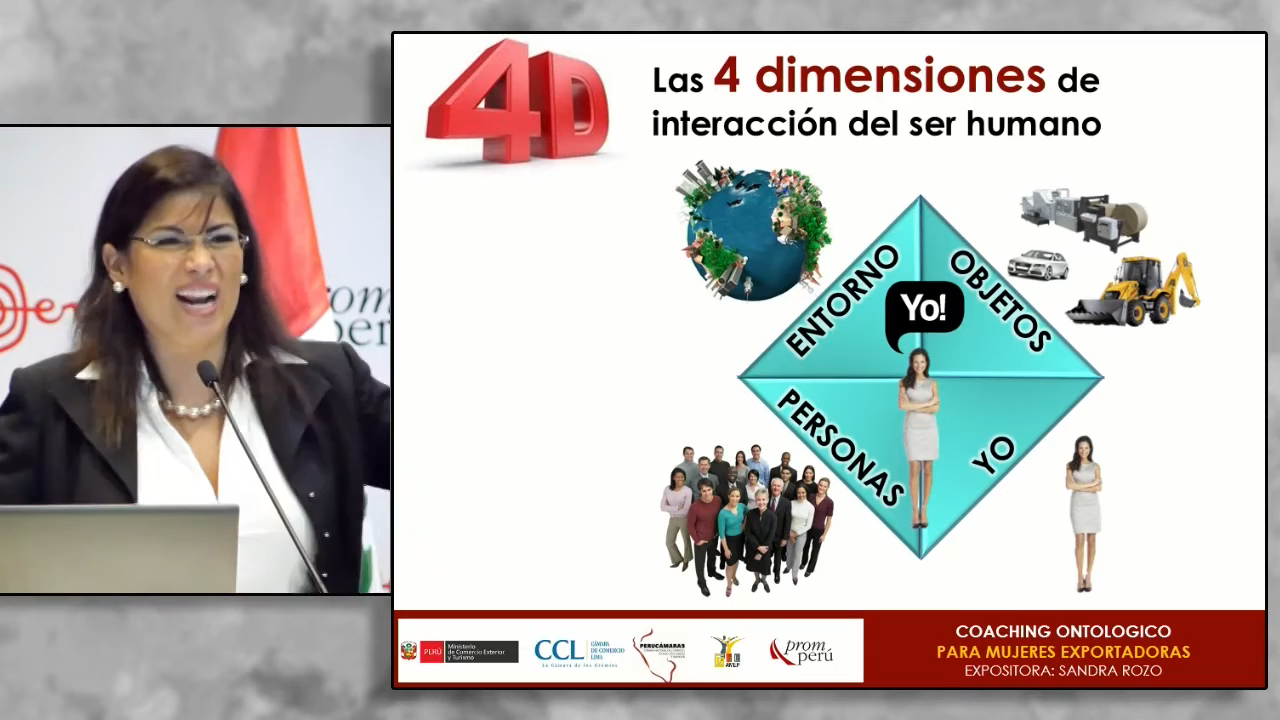 4D
Las 4 dimensiones de
interacción del ser humano
ENTORNO
OBJETOS
Yo!
PERSONAS
YO
rom
perú
PERÚ
Ministerio
de Comercio Exterior
y Turismo
CCL
CÁMARA
DE COMERCIO
LIMA
La Cámara de los Gremios
PERUCÁMARAS
prom
perú
COACHING ONTOLOGICO
PARA MUJERES EXPORTADORAS
EXPOSITORA: SANDRA ROZO